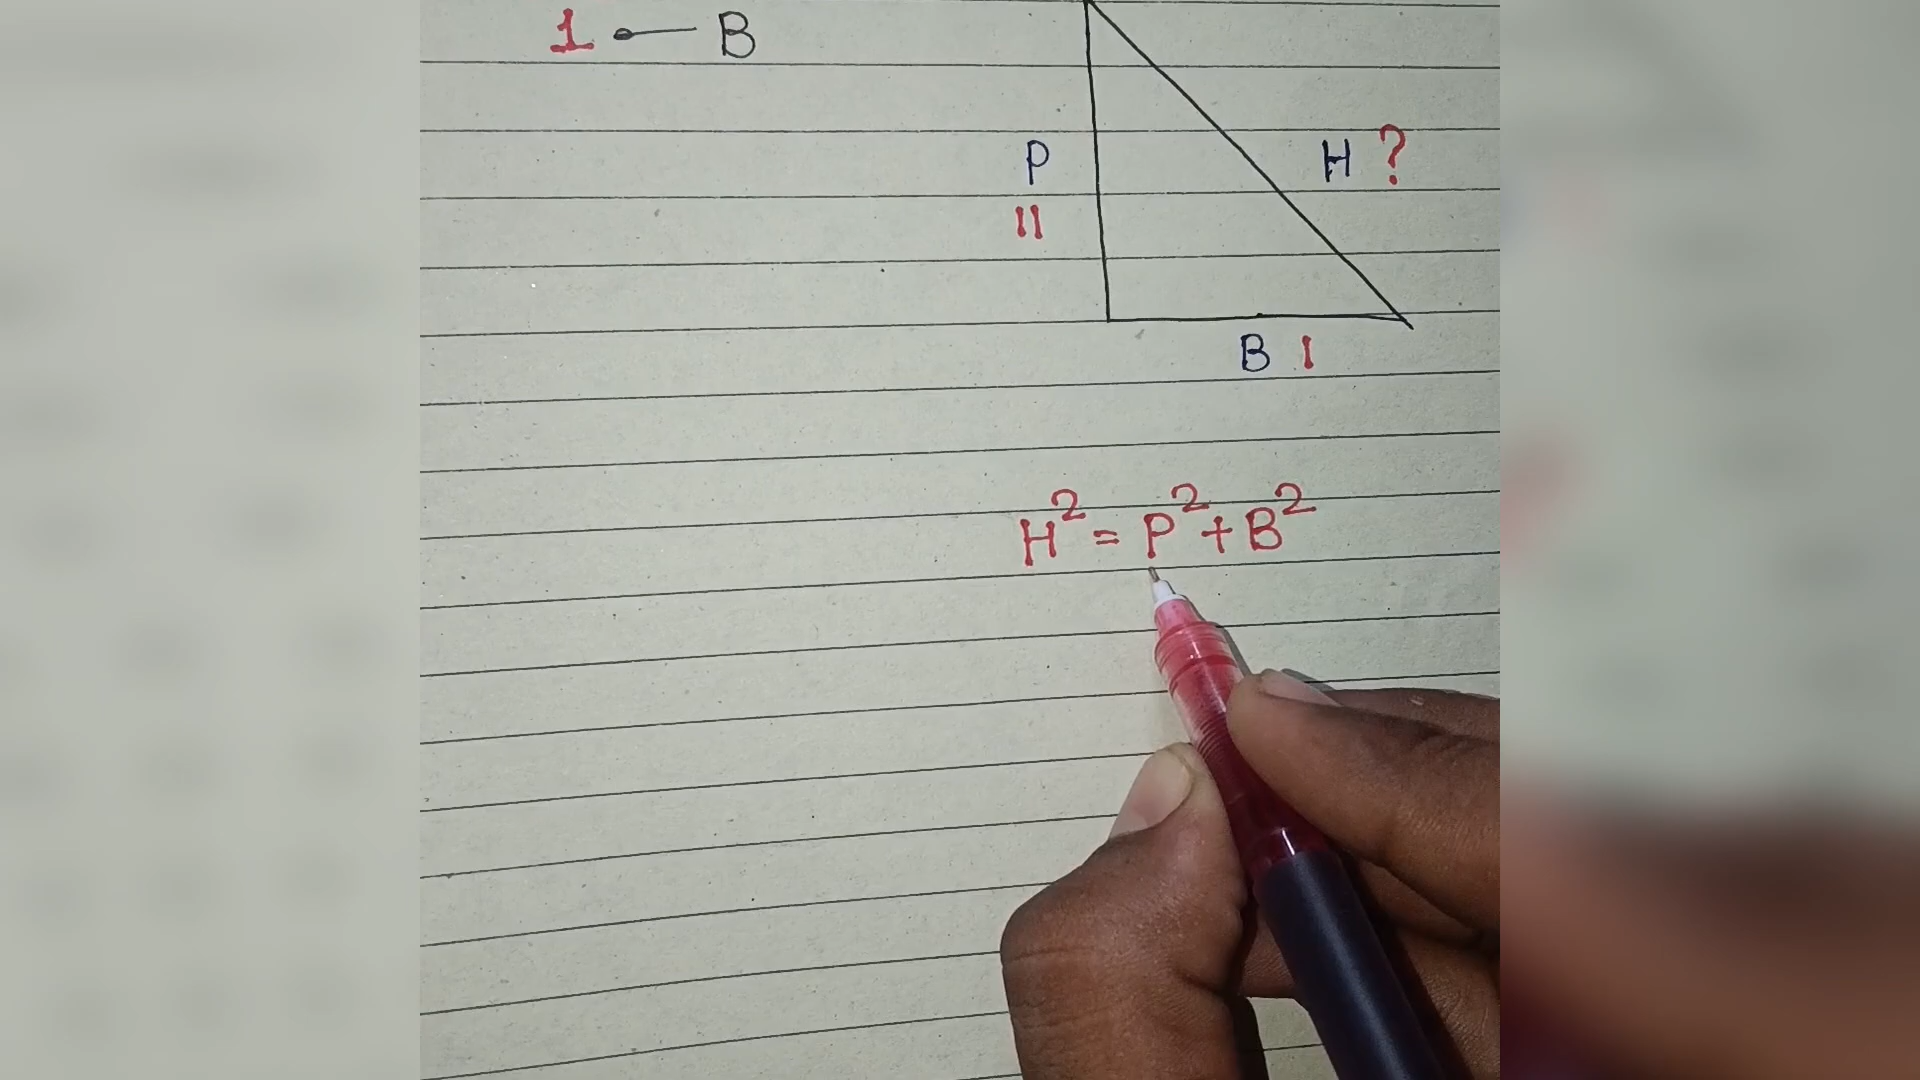 1 — B
P
H ?
11
B 1
H² = P² + B²